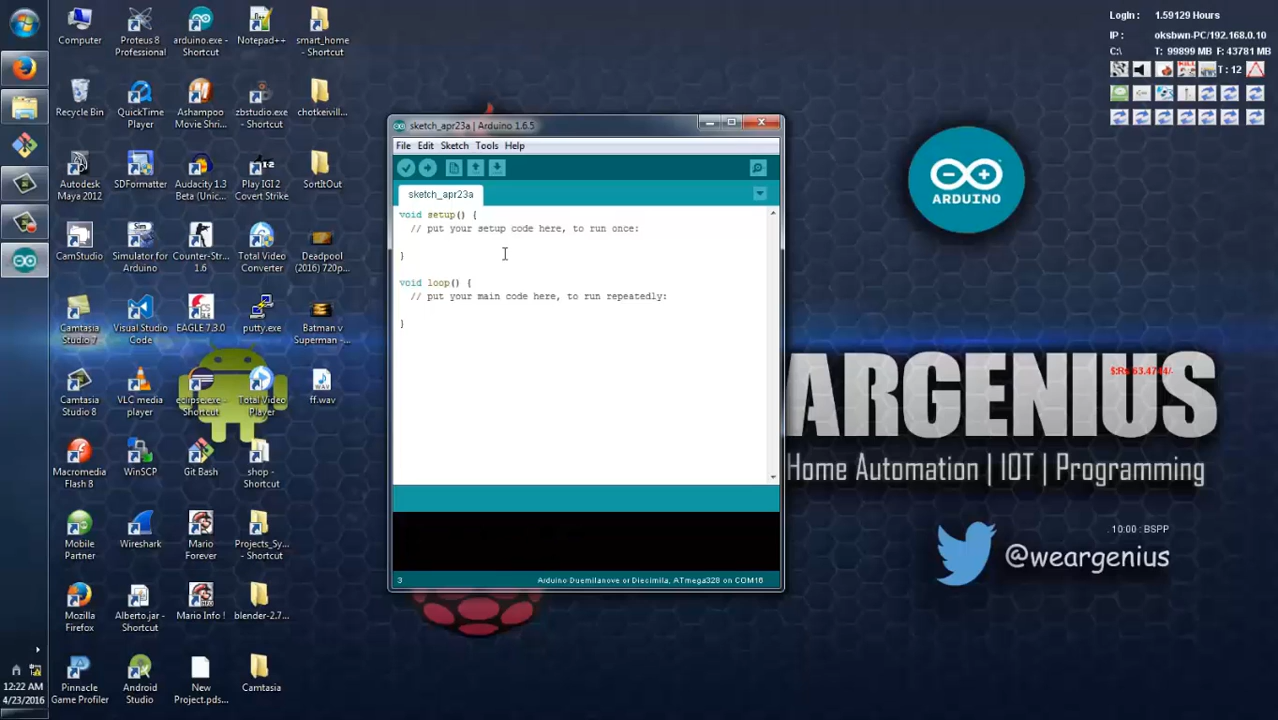 Computer
Proteus 8
Professional
arduino.exe -
Shortcut
Notepad++
smart_home
- Shortcut
Recycle Bin
QuickTime
Player
Ashampoo
Movie Shri...
zbstudio.exe
- Shortcut
chotkeivill...
Autodesk
Maya 2012
SDFormatter
Audacity 1.3
Beta (Unic...
Play IGI 2
Covert Strike
SortItOut
CamStudio
Simulator for
Arduino
Counter-Str...
1.6
Total Video
Converter
Deadpool
(2016) 720p...
Camtasia
Studio 7
Visual Studio
Code
EAGLE 7.3.0
putty.exe
Batman v
Superman -...
Camtasia
Studio 8
VLC media
player
eclipse.exe -
Shortcut
Total Video
Player
ff.wav
Macromedia
Flash 8
WinSCP
Git Bash
shop -
Shortcut
Mobile
Partner
Wireshark
Mario
Forever
Projects_Sy...
- Shortcut
Mozilla
Firefox
Alberto.jar -
Shortcut
Mario Info !
blender-2.7...
Pinnacle
Game Profiler
Android
Studio
New
Project.pds...
Camtasia
12:22 AM
4/23/2016
sketch_apr23a | Arduino 1.6.5
File Edit Sketch Tools Help
sketch_apr23a
void setup() {
// put your setup code here, to run once:
}
void loop() {
// put your main code here, to run repeatedly:
}
3 Arduino Duemilanove or Diecimila, ATmega328 on COM16
LogIn : 1.59129 Hours
IP : oksbwn-PC/192.168.0.10
C:\ T: 99899 MB F: 43781 MB
T : 12
ARDUINO
ARGENIUS
Home Automation | IOT | Programming
. 10:00 : BSPP
@weargenius